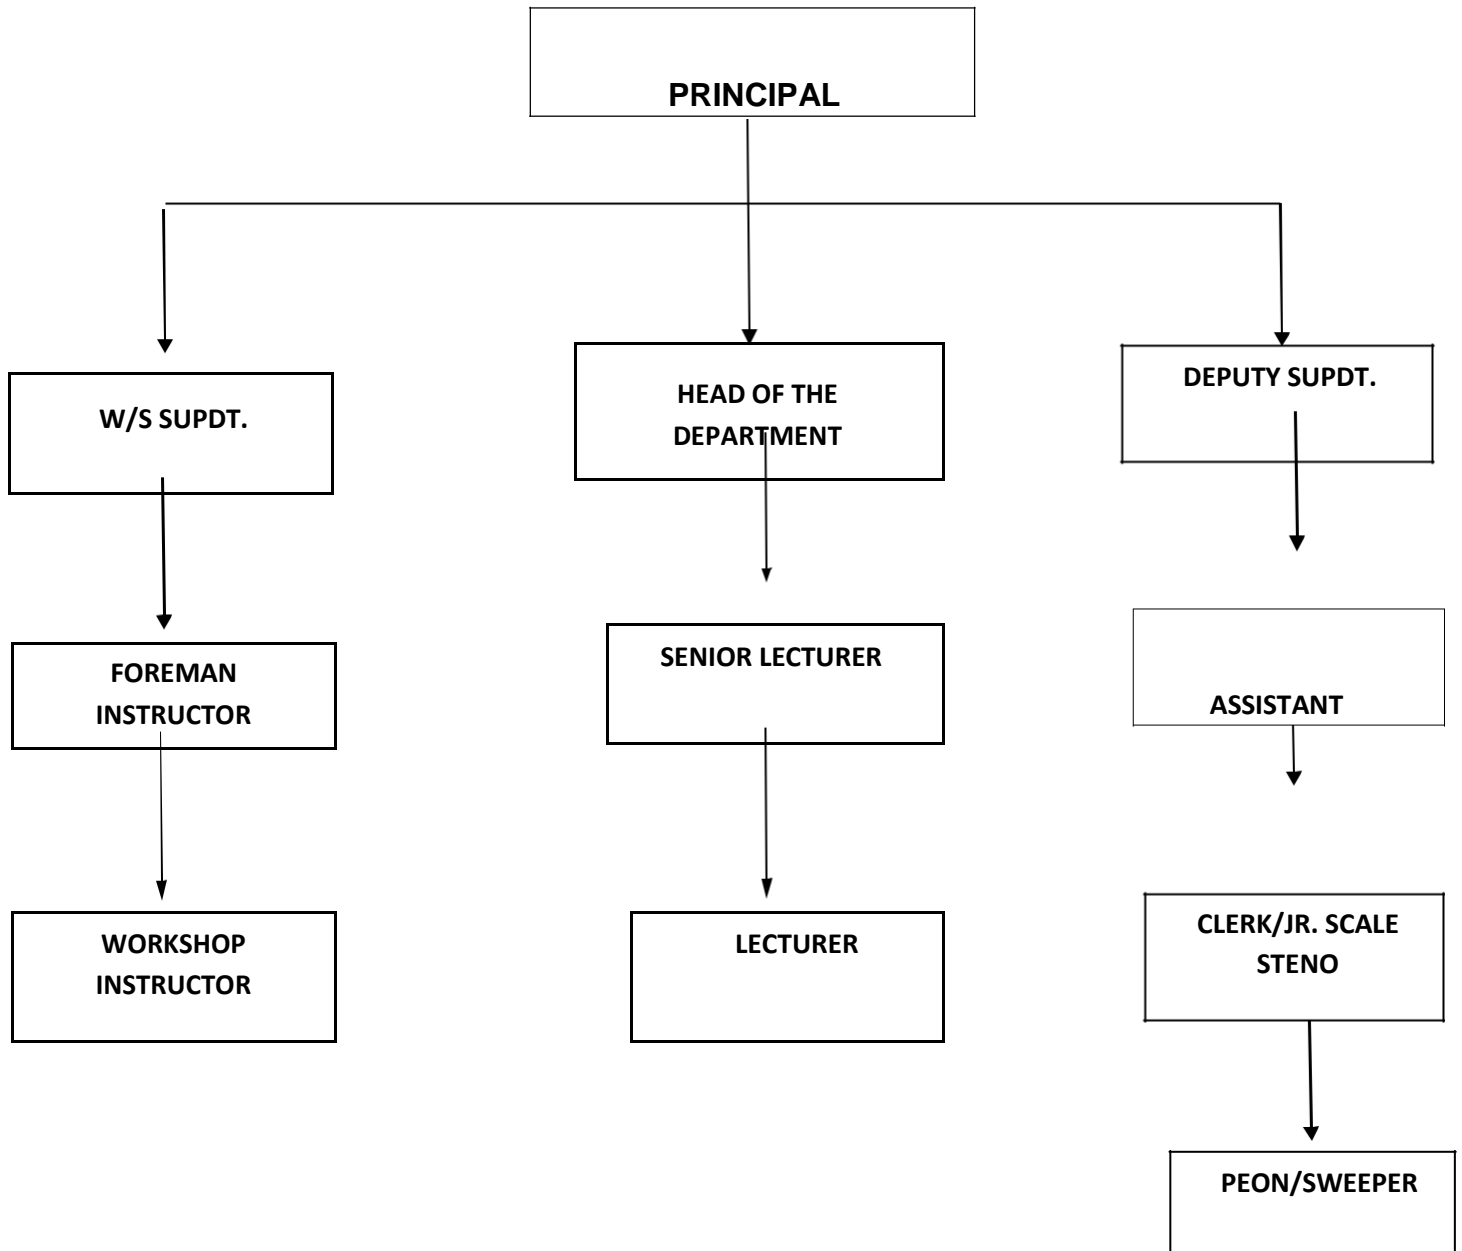 PRINCIPAL
W/S SUPDT.
HEAD OF THE
DEPARTMENT
DEPUTY SUPDT.
FOREMAN
INSTRUCTOR
SENIOR LECTURER
ASSISTANT
WORKSHOP
INSTRUCTOR
LECTURER
CLERK/JR. SCALE
STENO
PEON/SWEEPER